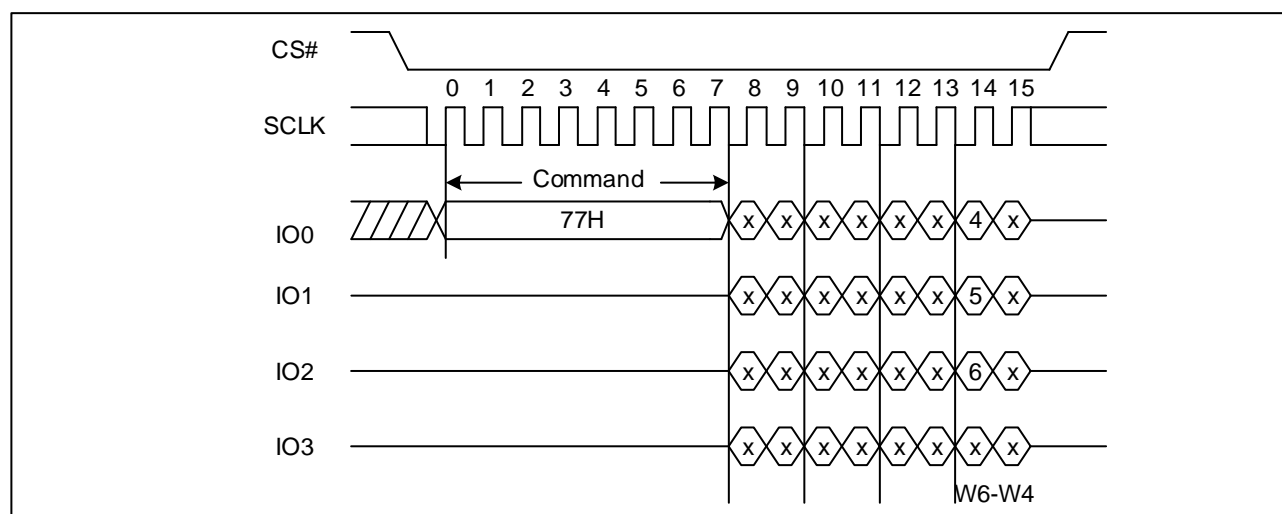 CS#
0 1 2 3 4 5 6 7 8 9 10 11 12 13 14 15
SCLK
Command
IO0 77H x x x x x x 4 x
IO1 x x x x x x 5 x
IO2 x x x x x x 6 x
IO3 x x x x x x x x
W6-W4